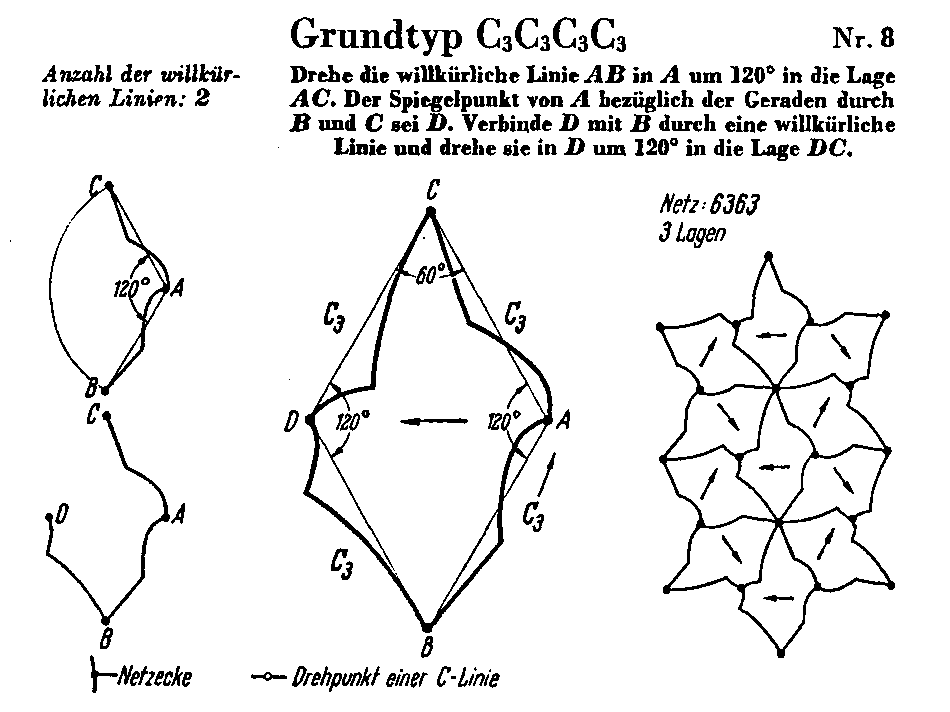 Grundtyp C₃C₃C₃C₃
Nr. 8
Anzahl der willkür-
lichen Linien: 2
Drehe die willkürliche Linie AB in A um 120° in die Lage
AC. Der Spiegelpunkt von A bezüglich der Geraden durch
B und C sei D. Verbinde D mit B durch eine willkürliche
Linie und drehe sie in D um 120° in die Lage DC.
C
120°
A
B
C
D
A
B
C
60°
C₃
C₃
D
120°
120°
A
C₃
C₃
B
Netz: 6363
3 Lagen
Netzecke
Drehpunkt einer C-Linie